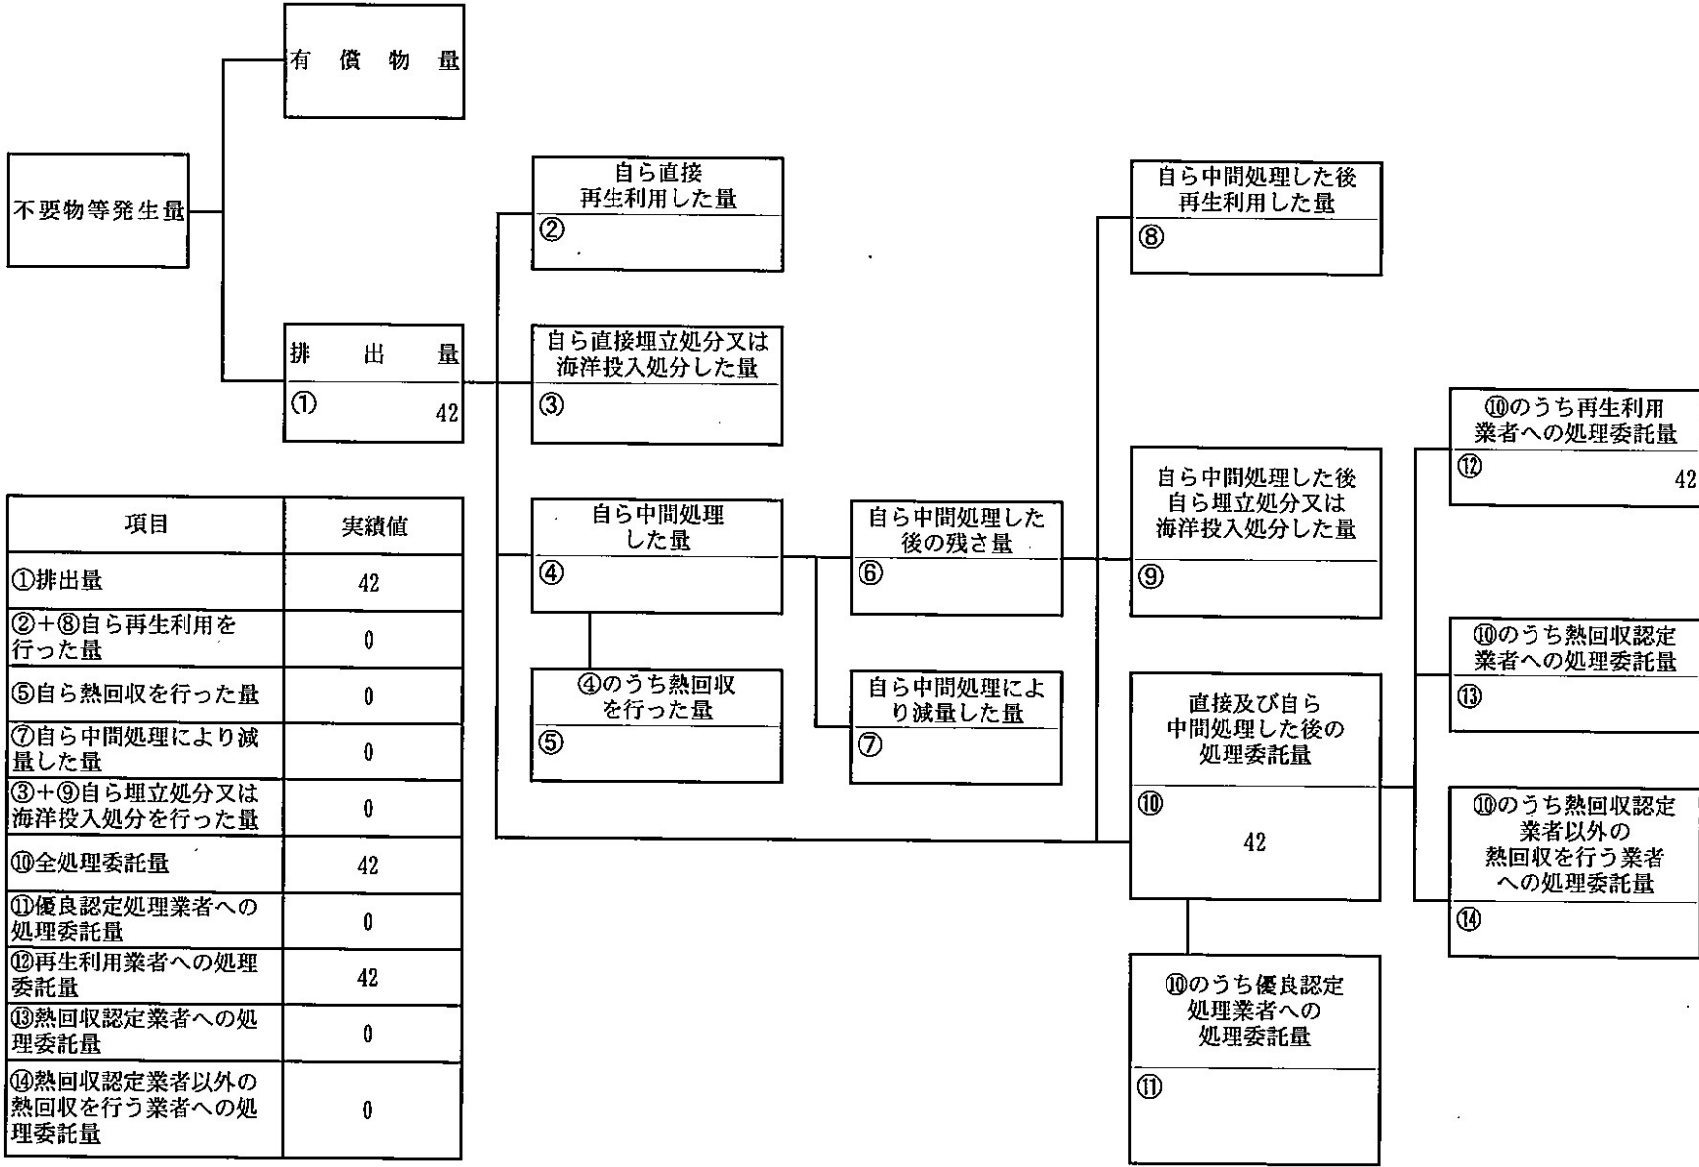 有償物量
不要物等発生量
排出量
①
42
自ら直接
再生利用した量
②
自ら直接埋立処分又は
海洋投入処分した量
③
自ら中間処理
した量
④
④のうち熱回収
を行った量
⑤
自ら中間処理した
後の残さ量
⑥
自ら中間処理によ
り減量した量
⑦
自ら中間処理した後
再生利用した量
⑧
自ら中間処理した後
自ら埋立処分又は
海洋投入処分した量
⑨
直接及び自ら
中間処理した後の
処理委託量
⑩
42
⑩のうち優良認定
処理業者への
処理委託量
⑪
⑩のうち再生利用
業者への処理委託量
⑫
42
⑩のうち熱回収認定
業者への処理委託量
⑬
⑩のうち熱回収認定
業者以外の
熱回収を行う業者
への処理委託量
⑭
項目 実績値
①排出量 42
②+⑧自ら再生利用を
行った量 0
⑤自ら熱回収を行った量 0
⑦自ら中間処理により減
量した量 0
③+⑨自ら埋立処分又は
海洋投入処分を行った量 0
⑩全処理委託量 42
⑪優良認定処理業者への
処理委託量 0
⑫再生利用業者への処理
委託量 42
⑬熱回収認定業者への処
理委託量 0
⑭熱回収認定業者以外の
熱回収を行う業者への処
理委託量 0